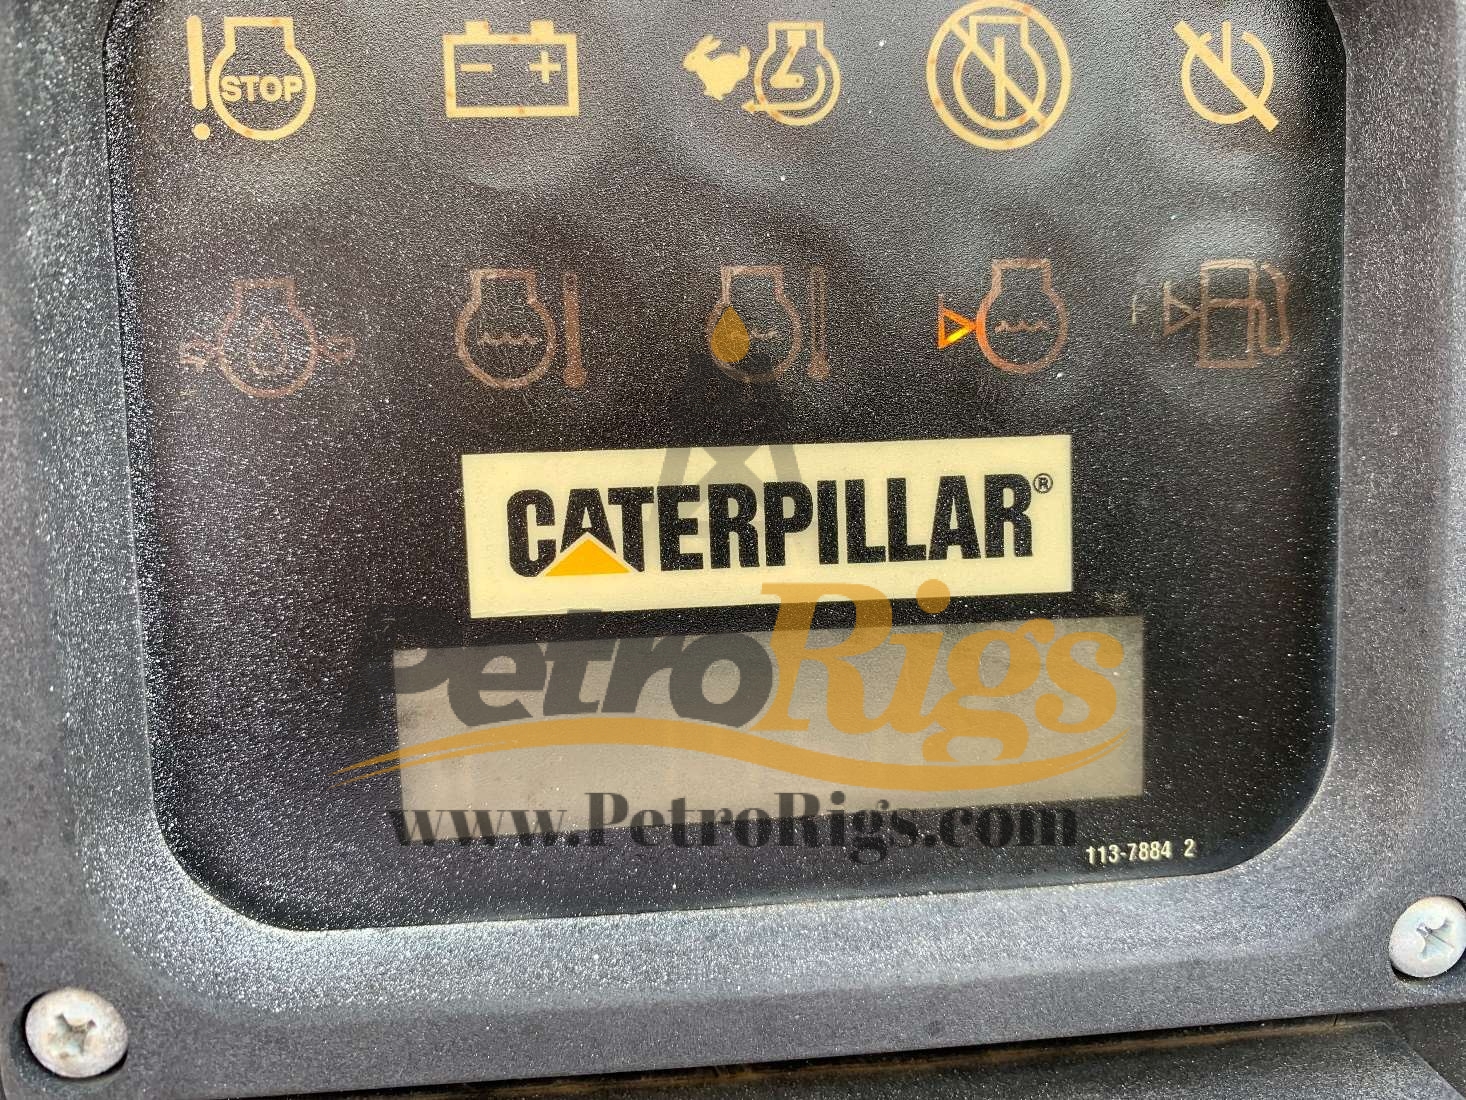 STOP
CATERPILLAR®
PetroRigs
www.PetroRigs.com
113-7884 2